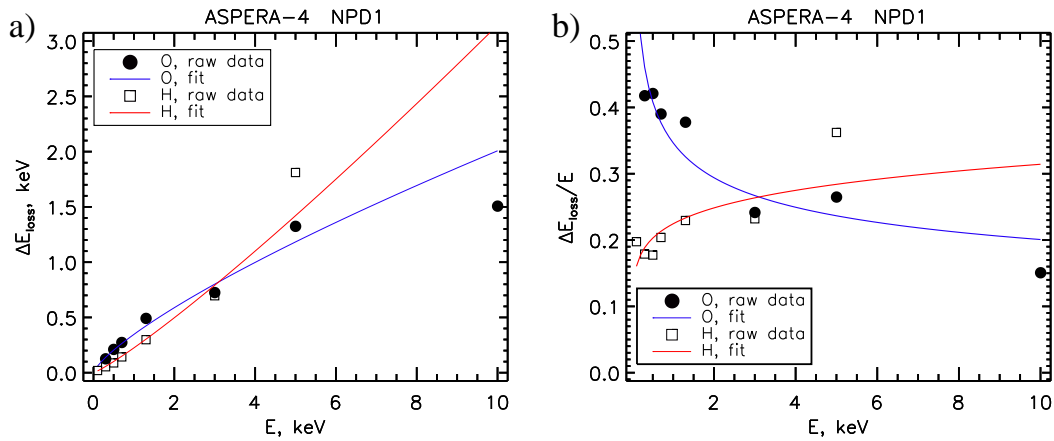 a)
ASPERA-4 NPD1
3.0
2.5
2.0
1.5
1.0
0.5
0.0
ΔE_loss, keV
O, raw data
O, fit
H, raw data
H, fit
0 2 4 6 8 10
E, keV
b)
ASPERA-4 NPD1
0.5
0.4
0.3
0.2
0.1
0.0
ΔE_loss/E
O, raw data
O, fit
H, raw data
H, fit
2 4 6 8 10
E, keV